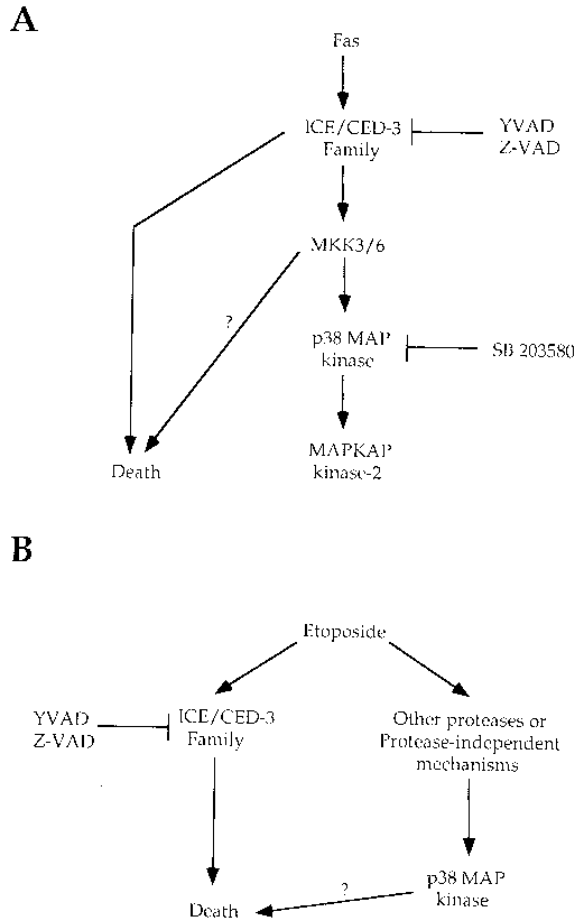 A
Fas
ICE/CED-3
Family
YVAD
Z-VAD
MKK3/6
?
p38 MAP
kinase
SB 203580
MAPKAP
kinase-2
Death
B
Etoposide
YVAD
Z-VAD
ICE/CED-3
Family
Other proteases or
Protease-independent
mechanisms
?
p38 MAP
kinase
Death